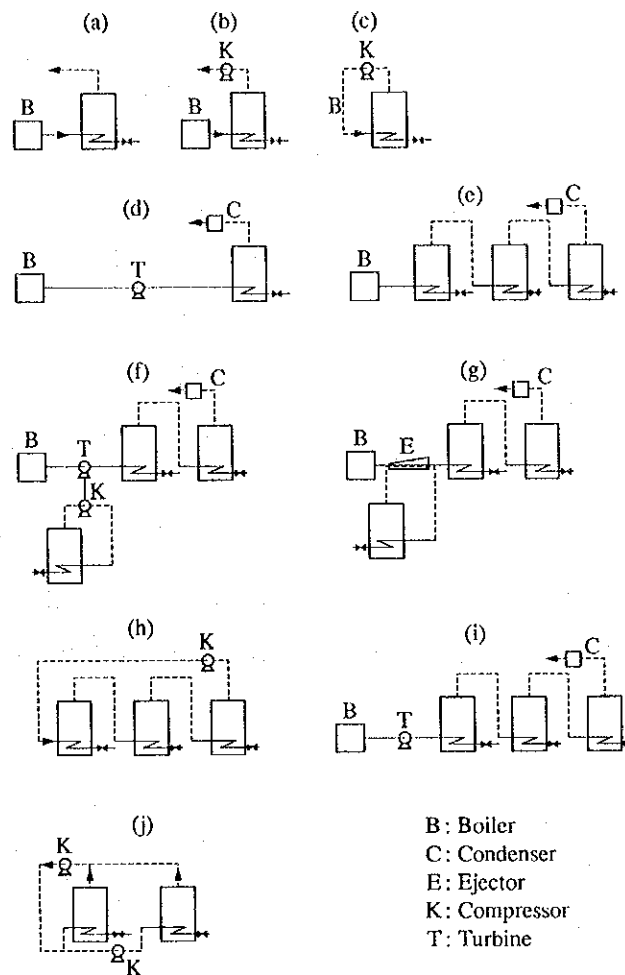 (a)
(b)
(c)
K
K
B
B
B
(d)
(e)
C
C
B
T
B
(f)
(g)
C
C
B
T
B
E
K
(h)
(i)
K
C
B
T
(j)
K
K
B: Boiler
C: Condenser
E: Ejector
K: Compressor
T: Turbine